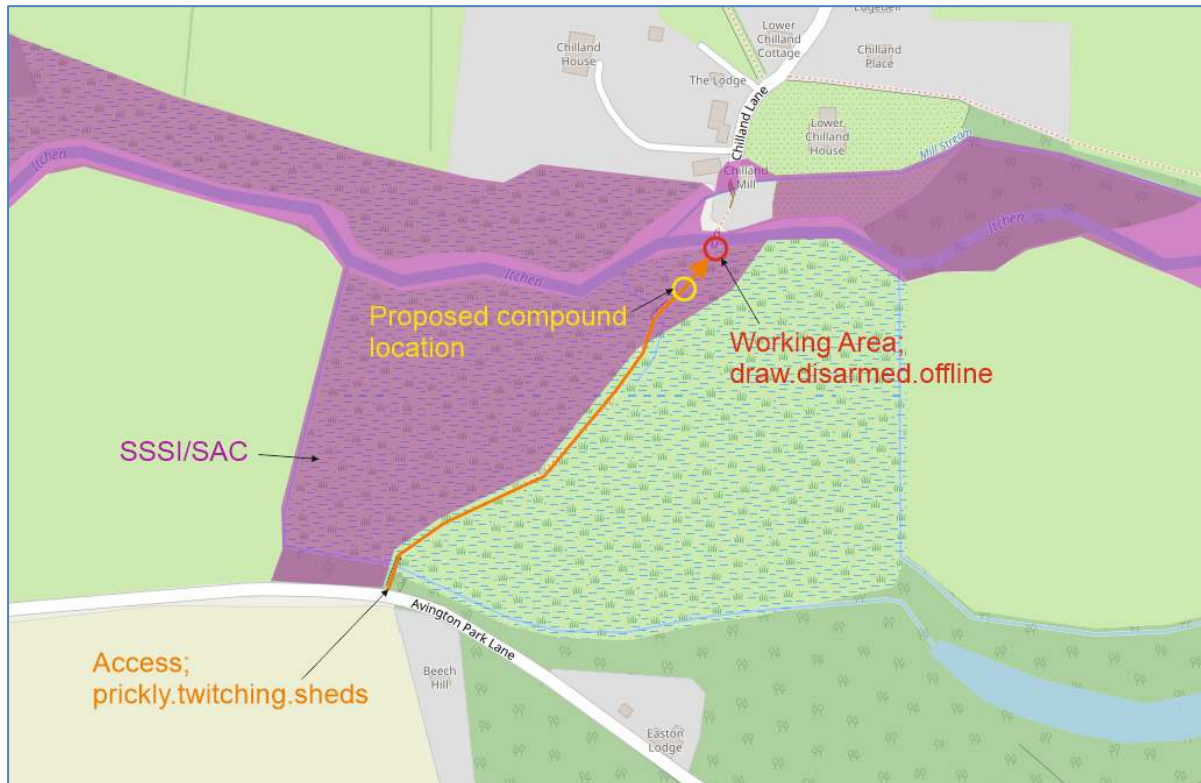 Chilland
House
Lower
Chilland
Cottage
Chilland
Place
The Lodge
Chilland Lane
Lower
Chilland
House
Mill Stream
Chilland
Mill
Itchen
Itchen
Itchen
Itchen
Proposed compound
location
Working Area;
draw.disarmed.offline
SSSI/SAC
Avington Park Lane
Access;
prickly.twitching.sheds
Beech
Hill
Easton
Lodge